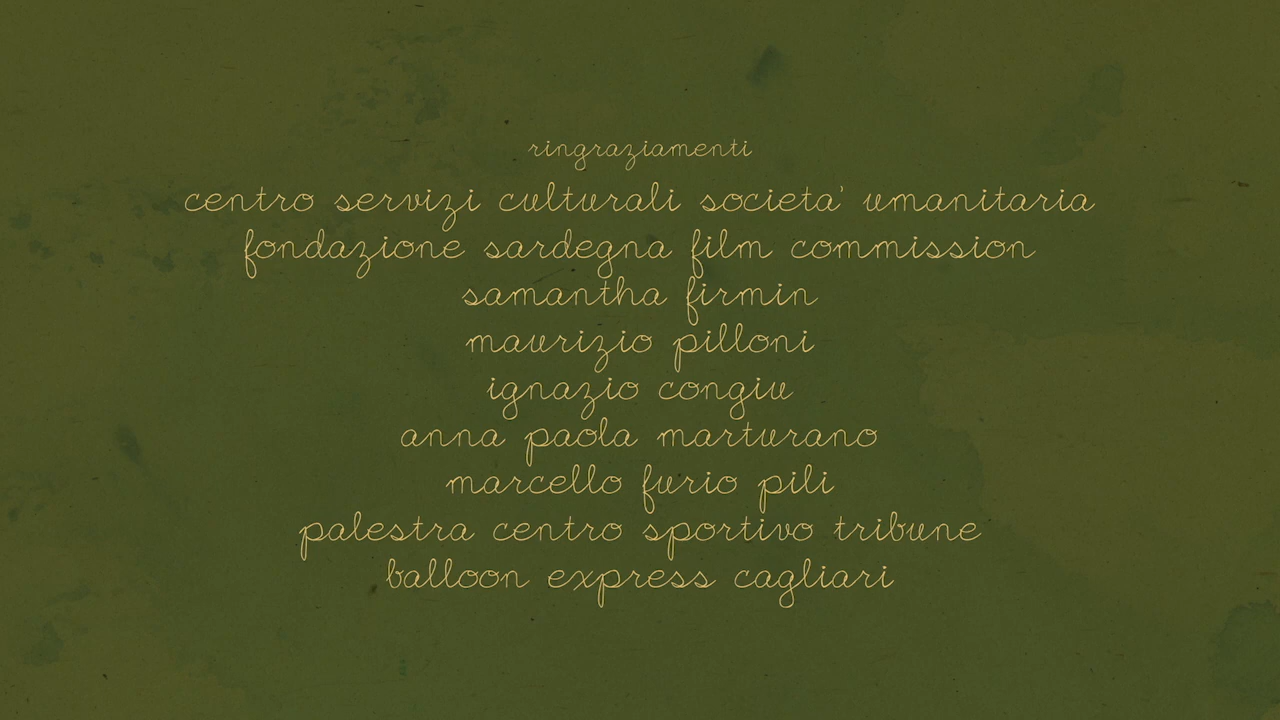 ringraziamenti
centro servizi culturali societa' umanitaria
fondazione sardegna film commission
samantha firmin
maurizio pilloni
ignazio congiu
anna paola marturano
marcello furio pili
palestra centro sportivo tribune
balloon express cagliari